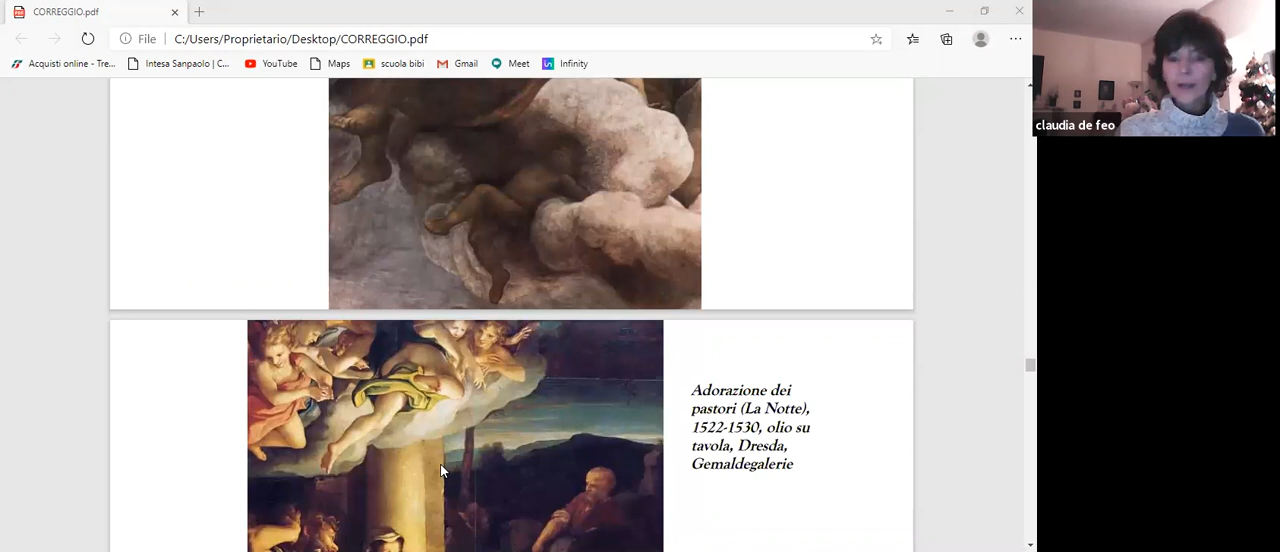 CORREGGIO.pdf
File C:/Users/Proprietario/Desktop/CORREGGIO.pdf
Acquisti online - Tre... Intesa Sanpaolo | C... YouTube Maps scuola bibi Gmail Meet Infinity
claudia de feo
Adorazione dei
pastori (La Notte),
1522-1530, olio su
tavola, Dresda,
Gemaldegalerie